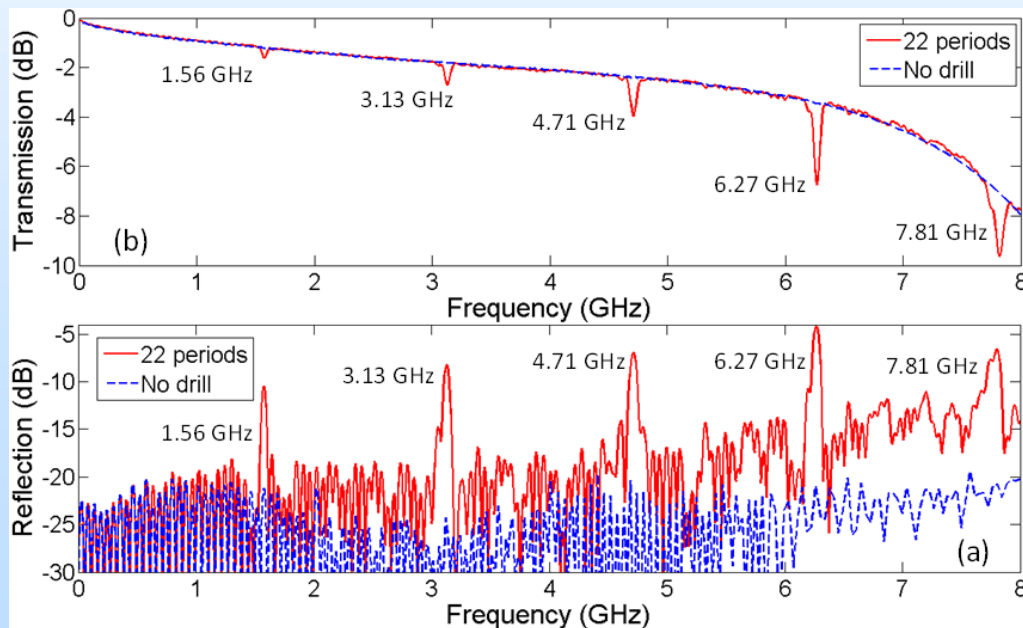 Transmission (dB)
0
-2
-4
-6
-8
-10
22 periods
No drill
1.56 GHz
3.13 GHz
4.71 GHz
6.27 GHz
7.81 GHz
(b)
0 1 2 3 4 5 6 7 8
Frequency (GHz)
Reflection (dB)
-5
-10
-15
-20
-25
-30
22 periods
No drill
1.56 GHz
3.13 GHz
4.71 GHz
6.27 GHz
7.81 GHz
(a)
0 1 2 3 4 5 6 7 8
Frequency (GHz)